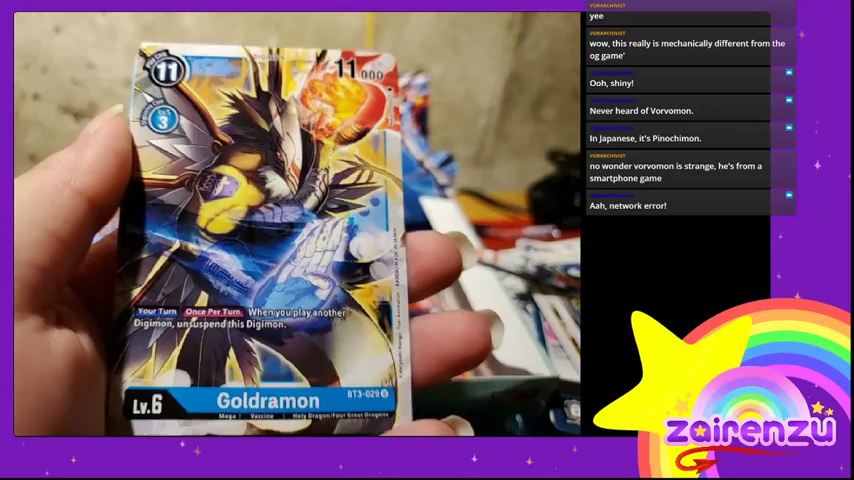 11
11000
3
Your Turn Once Per Turn When you play another
Digimon, unsuspend this Digimon.
Lv.6
Goldramon
BT3-029
Mega | Vaccine | Holy Dragon/Four Great Dragons
VORARCHIVIST
yee
VORARCHIVIST
wow, this really is mechanically different from the
og game'
Ooh, shiny!
Never heard of Vorvomon.
In Japanese, it's Pinochimon.
VORARCHIVIST
no wonder vorvomon is strange, he's from a
smartphone game
Aah, network error!
zairenzu